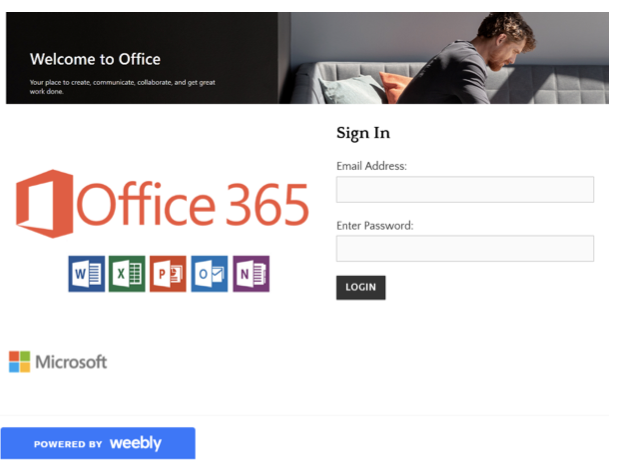 Welcome to Office
Your place to create, communicate, collaborate, and get great
work done.
Sign In
Email Address:
Office 365
Enter Password:
W X P O N
LOGIN
Microsoft
POWERED BY weebly